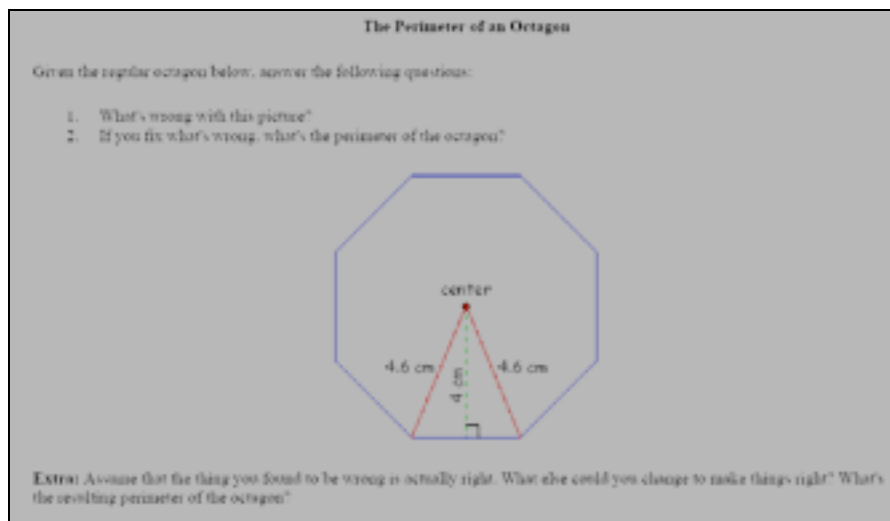 The Perimeter of an Octagon
Given the regular octagon below, answer the following questions:
1. What's wrong with this picture?
2. If you fix what's wrong, what's the perimeter of the octagon?
center
4.6 cm
4 cm
4.6 cm
Extra: Assume that the thing you found to be wrong is actually right. What else could you change to make things right? What's
the resulting perimeter of the octagon?